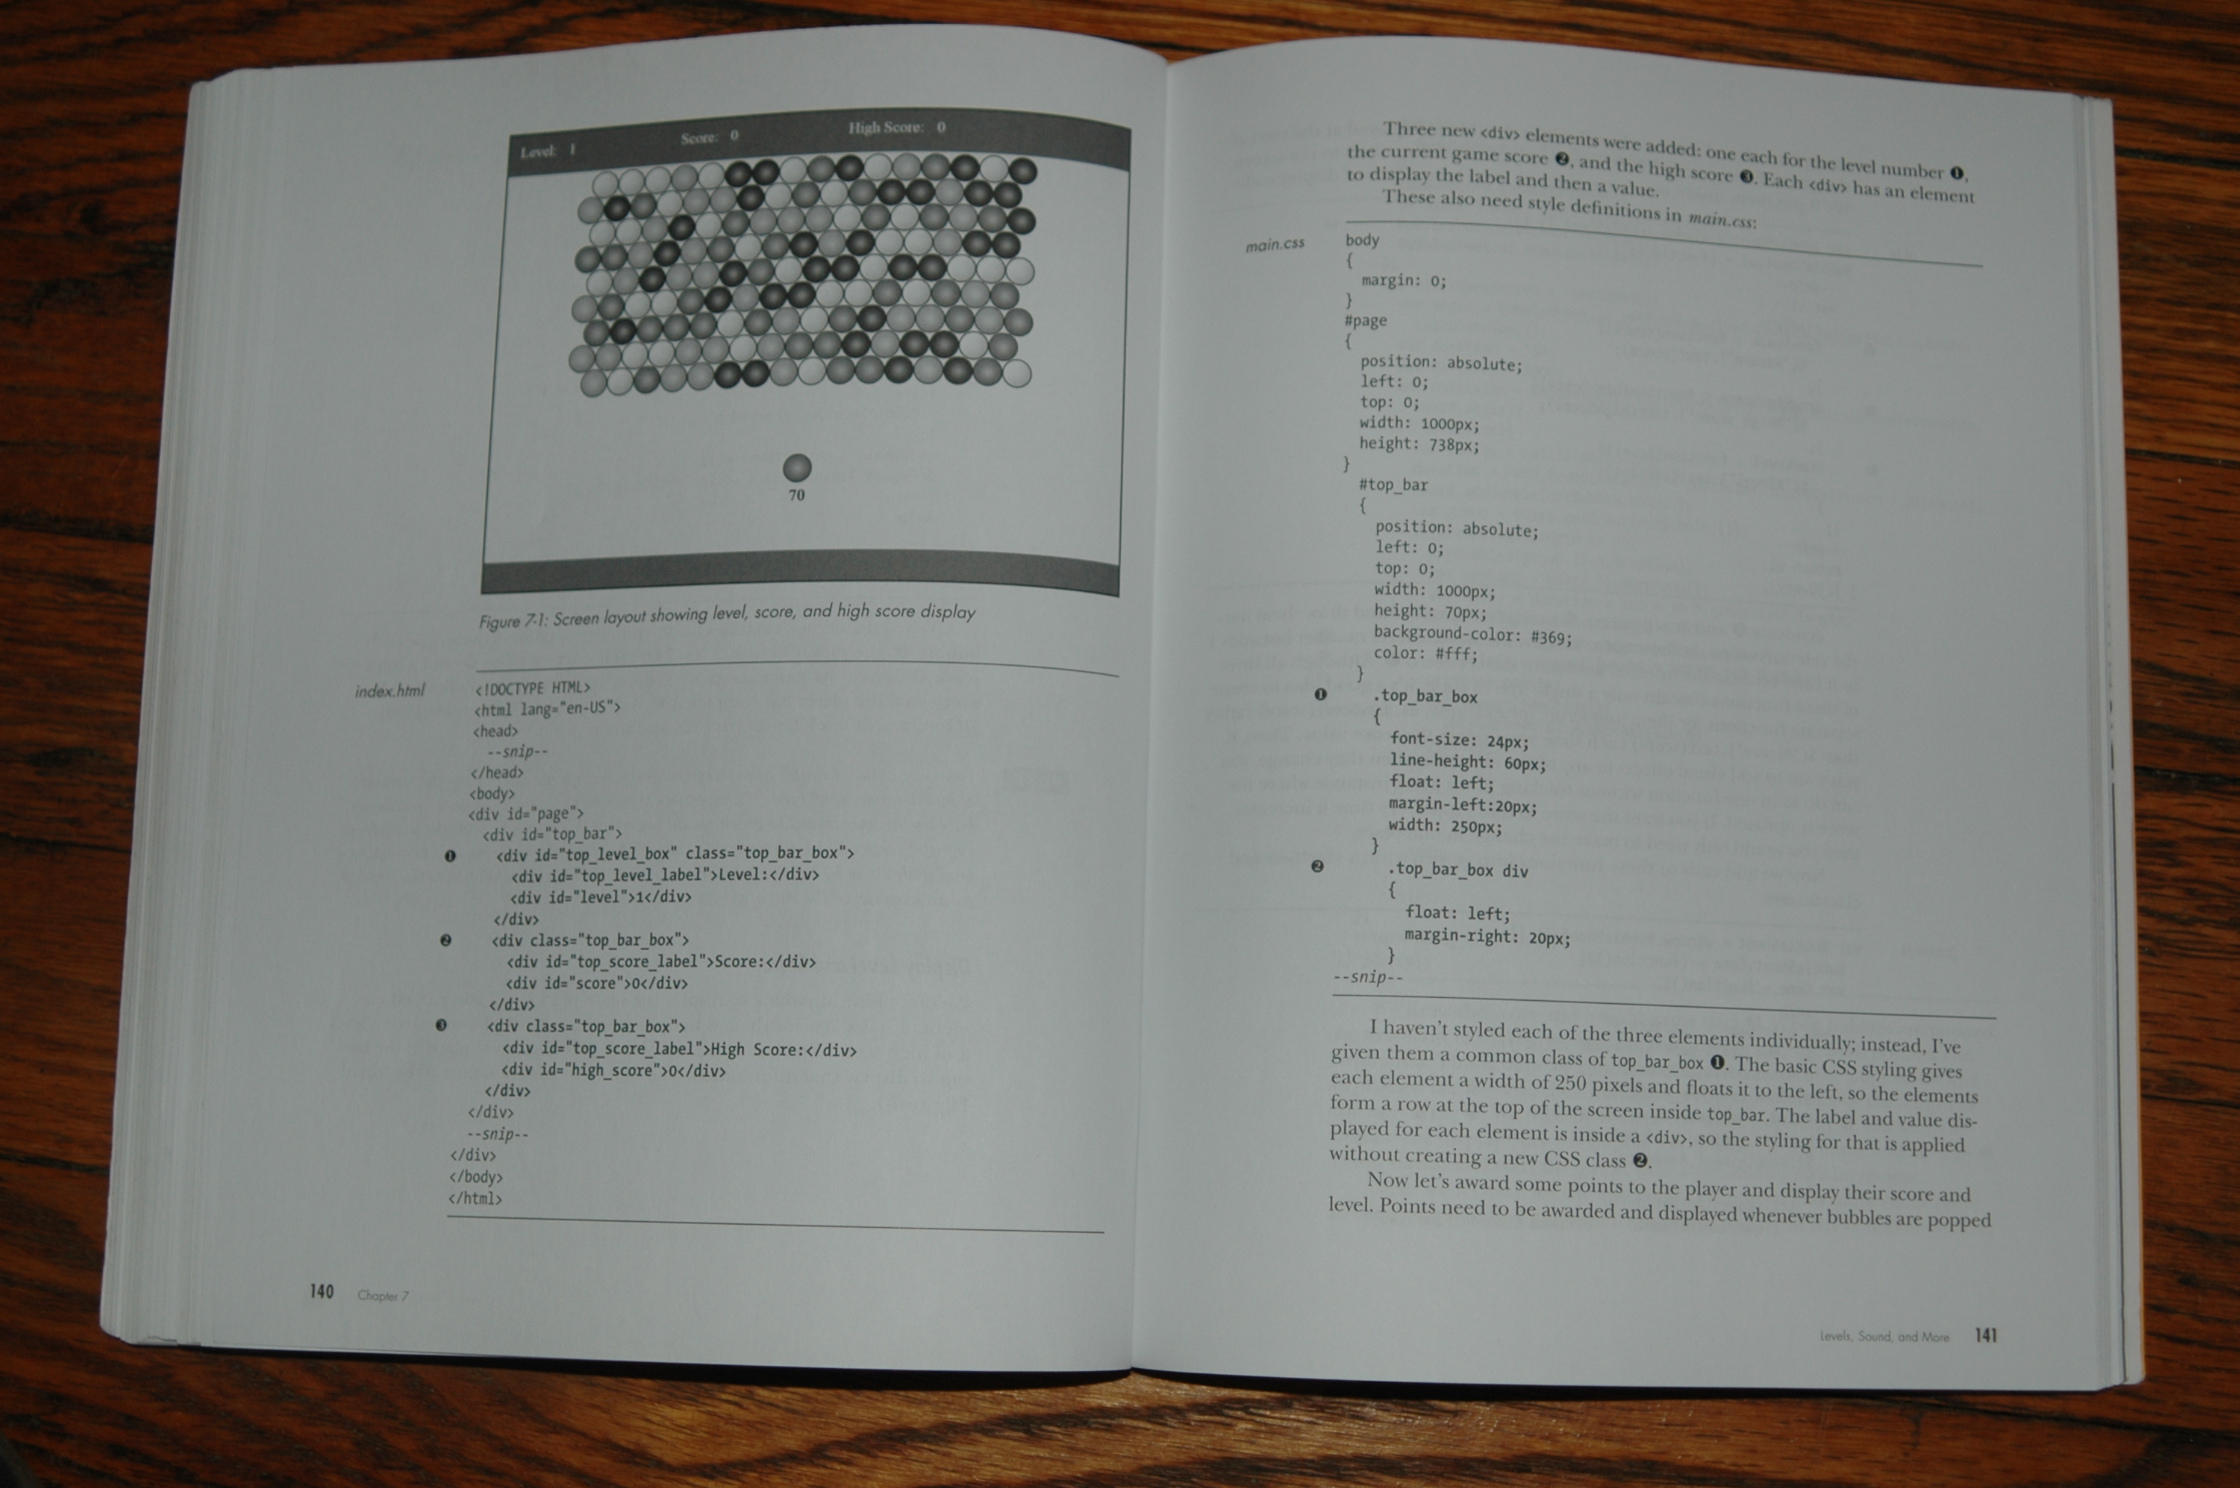 Level: 1 Score: 0 High Score: 0
70
Figure 7-1: Screen layout showing level, score, and high score display
index.html <!DOCTYPE HTML>
<html lang="en-US">
<head>
--snip--
</head>
<body>
<div id="page">
<div id="top_bar">
❶ <div id="top_level_box" class="top_bar_box">
<div id="top_level_label">Level:</div>
<div id="level">1</div>
</div>
❷ <div class="top_bar_box">
<div id="top_score_label">Score:</div>
<div id="score">0</div>
</div>
❸ <div class="top_bar_box">
<div id="top_score_label">High Score:</div>
<div id="high_score">0</div>
</div>
</div>
--snip--
</div>
</body>
</html>
140 Chapter 7
Three new <div> elements were added: one each for the level number ❶,
the current game score ❷, and the high score ❸. Each <div> has an element
to display the label and then a value.
These also need style definitions in main.css:
main.css body
{
margin: 0;
}
#page
{
position: absolute;
left: 0;
top: 0;
width: 1000px;
height: 738px;
}
#top_bar
{
position: absolute;
left: 0;
top: 0;
width: 1000px;
height: 70px;
background-color: #369;
color: #fff;
}
❶ .top_bar_box
{
font-size: 24px;
line-height: 60px;
float: left;
margin-left:20px;
width: 250px;
}
❷ .top_bar_box div
{
float: left;
margin-right: 20px;
}
--snip--
I haven't styled each of the three elements individually; instead, I've
given them a common class of top_bar_box ❶. The basic CSS styling gives
each element a width of 250 pixels and floats it to the left, so the elements
form a row at the top of the screen inside top_bar. The label and value dis-
played for each element is inside a <div>, so the styling for that is applied
without creating a new CSS class ❷.
Now let's award some points to the player and display their score and
level. Points need to be awarded and displayed whenever bubbles are popped
Levels, Sound, and More 141